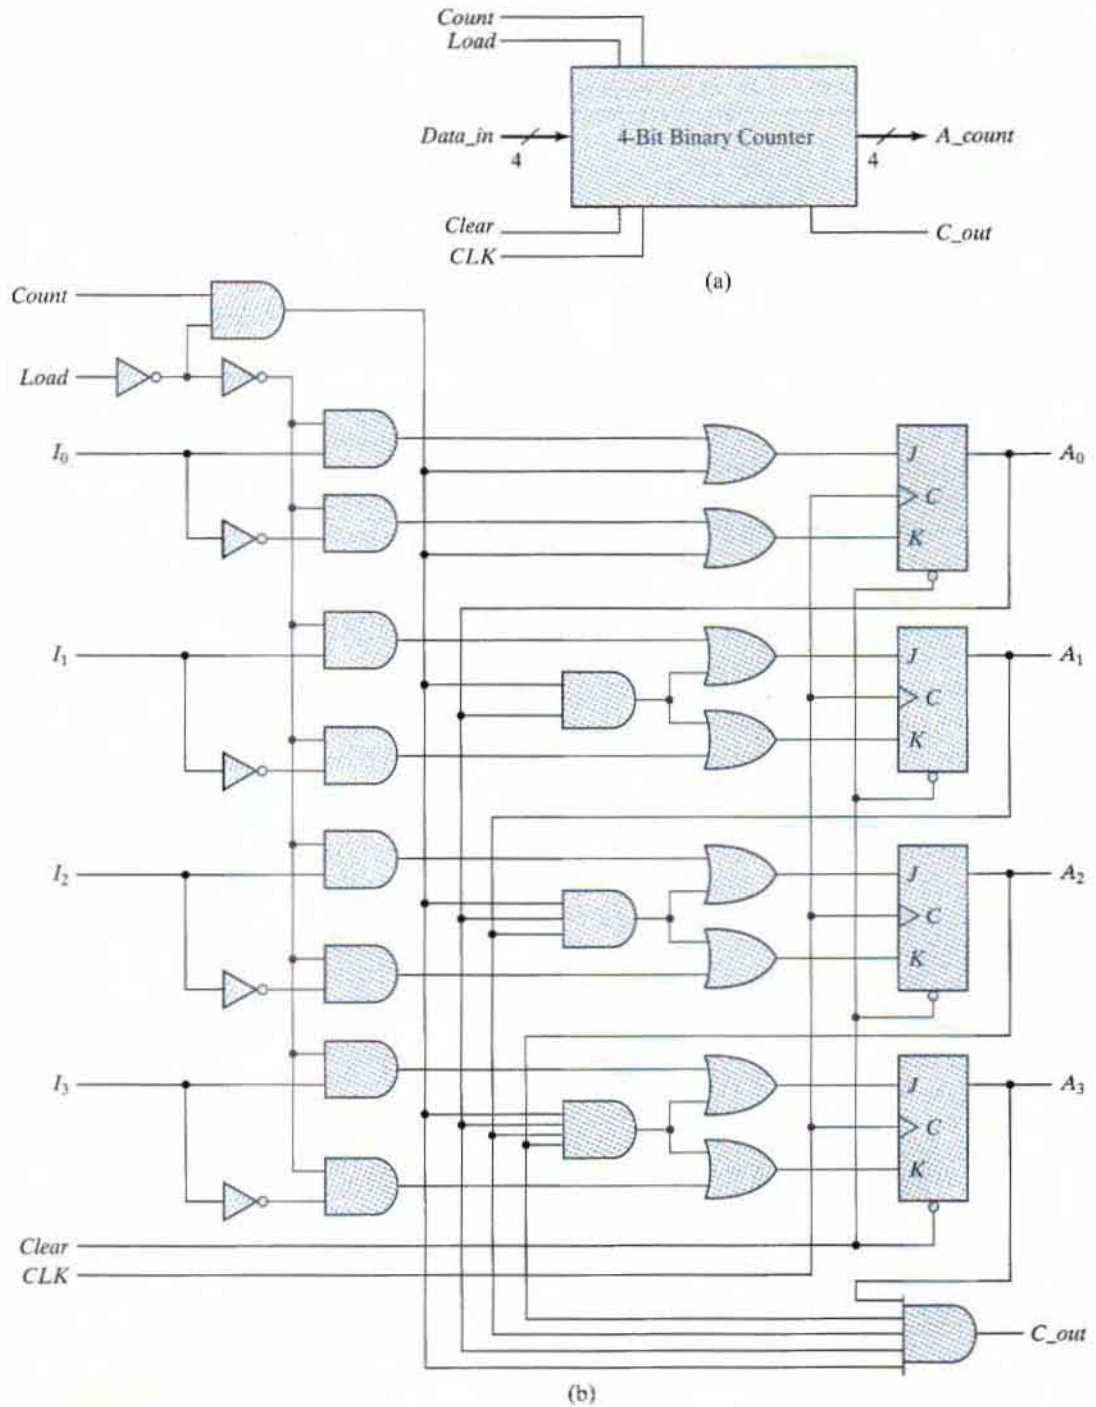 Count
Load
Data_in
4
4-Bit Binary Counter
4
A_count
Clear
CLK
C_out
(a)
Count
Load
I0
J
C
K
A0
I1
J
C
K
A1
I2
J
C
K
A2
I3
J
C
K
A3
Clear
CLK
C_out
(b)